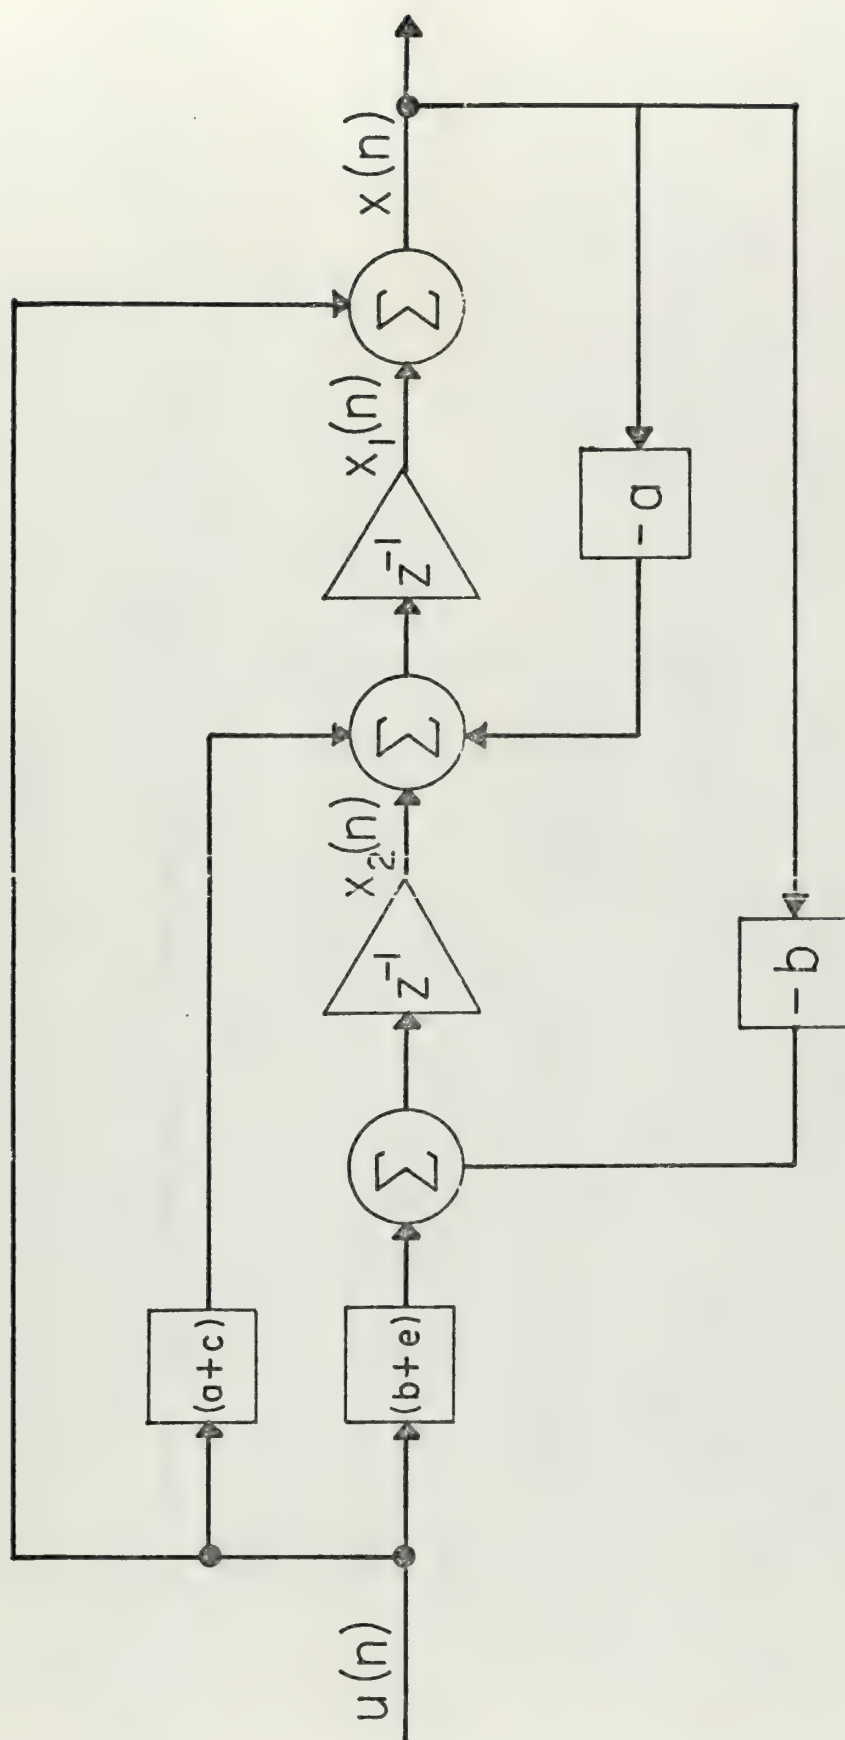 u(n)
(a+c)
(b+e)
Σ
z⁻¹
x₂(n)
Σ
z⁻¹
x₁(n)
Σ
x(n)
-a
-b